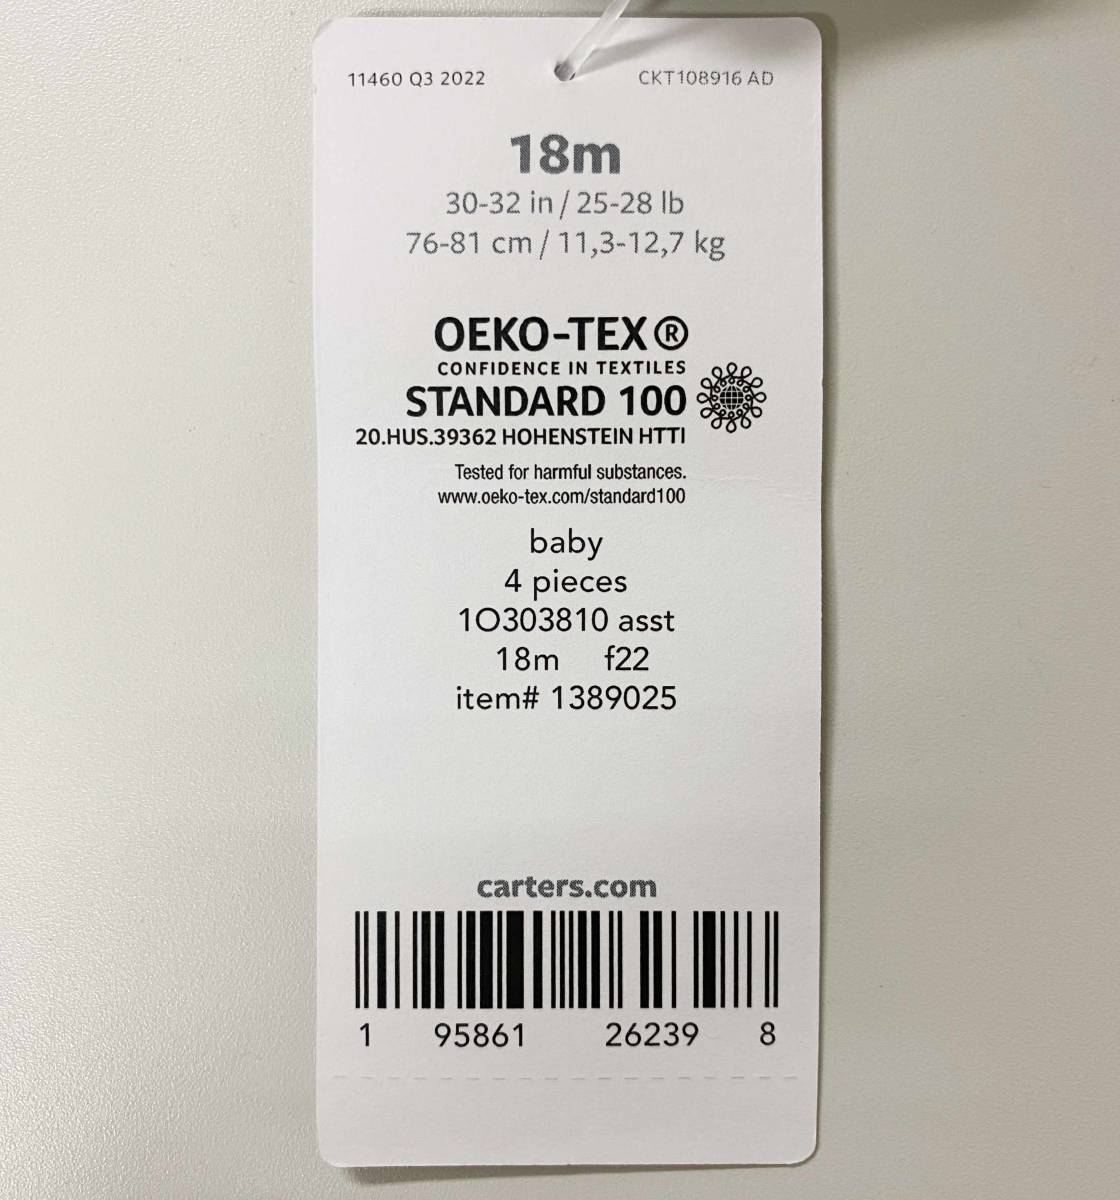 11460 Q3 2022 CKT108916 AD
18m
30-32 in / 25-28 lb
76-81 cm / 11,3-12,7 kg
OEKO-TEX®
CONFIDENCE IN TEXTILES
STANDARD 100
20.HUS.39362 HOHENSTEIN HTTI
Tested for harmful substances.
www.oeko-tex.com/standard100
baby
4 pieces
1O303810 asst
18m f22
item# 1389025
carters.com
1 95861 26239 8